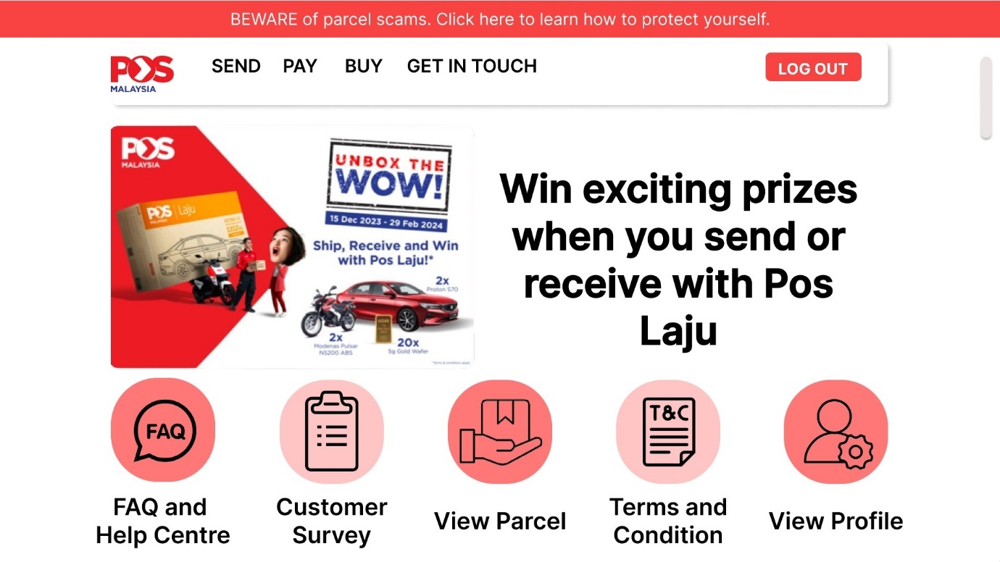 BEWARE of parcel scams. Click here to learn how to protect yourself.
POS
MALAYSIA
SEND PAY BUY GET IN TOUCH
LOG OUT
POS
MALAYSIA
UNBOX THE
WOW!
15 Dec 2023 - 29 Feb 2024
Ship, Receive and Win
with Pos Laju!*
POS Laju
MALAYSIA
2x
Proton S70
2x
Modenas Pulsar
NS200 ABS
20x
5g Gold Wafer
*Terms & conditions apply
Win exciting prizes
when you send or
receive with Pos
Laju
FAQ
T&C
FAQ and
Help Centre
Customer
Survey
View Parcel
Terms and
Condition
View Profile